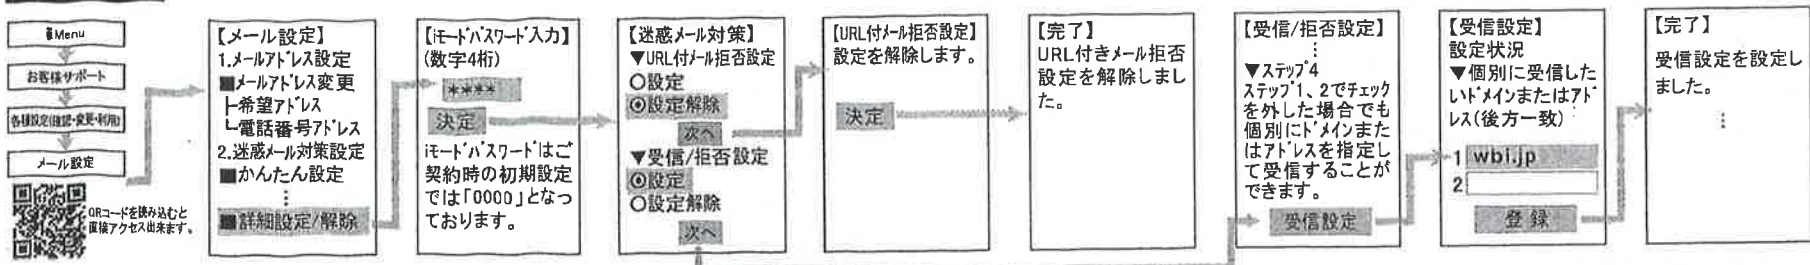 iMenu
お客様サポート
各種設定(確認・変更・利用)
メール設定
QRコードを読み込むと
直接アクセス出来ます。
【メール設定】
1.メールアドレス設定
■メールアドレス変更
├希望アドレス
└電話番号アドレス
2.迷惑メール対策設定
■かんたん設定
⋮
■詳細設定/解除
【iモードパスワード入力】
(数字4桁)
****
決定
iモードパスワードはご
契約時の初期設定
では「0000」となっ
ております。
【迷惑メール対策】
▼URL付メール拒否設定
○設定
◎設定解除
次へ
▼受信/拒否設定
◎設定
○設定解除
次へ
【URL付メール拒否設定】
設定を解除します。
決定
【完了】
URL付きメール拒否
設定を解除しまし
た。
【受信/拒否設定】
⋮
▼ステップ4
ステップ1、2でチェック
を外した場合でも
個別にドメインまた
はアドレスを指定し
て受信することが
できます。
受信設定
【受信設定】
設定状況
▼個別に受信した
いドメインまたはアド
レス(後方一致)
1 wbi.jp
2
登録
【完了】
受信設定を設定し
ました。
⋮